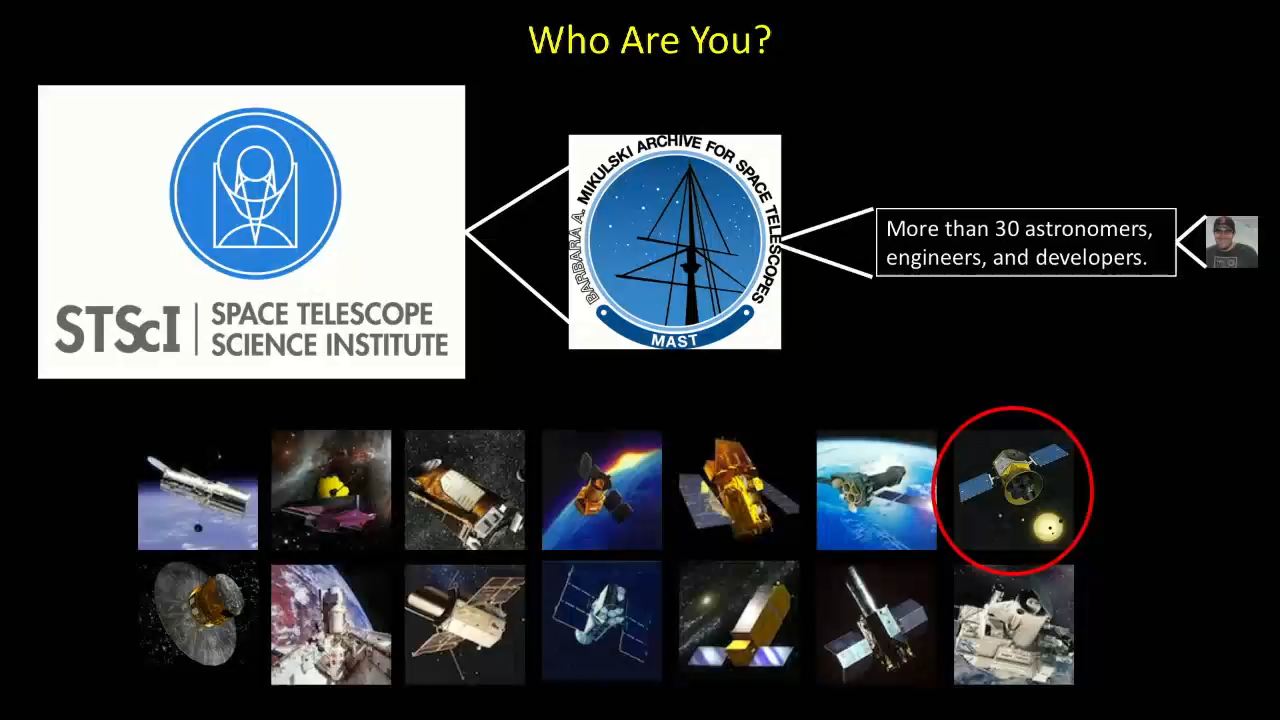 Who Are You?
STScI
SPACE TELESCOPE
SCIENCE INSTITUTE
BARBARA A. MIKULSKI ARCHIVE FOR SPACE TELESCOPES
MAST
More than 30 astronomers,
engineers, and developers.